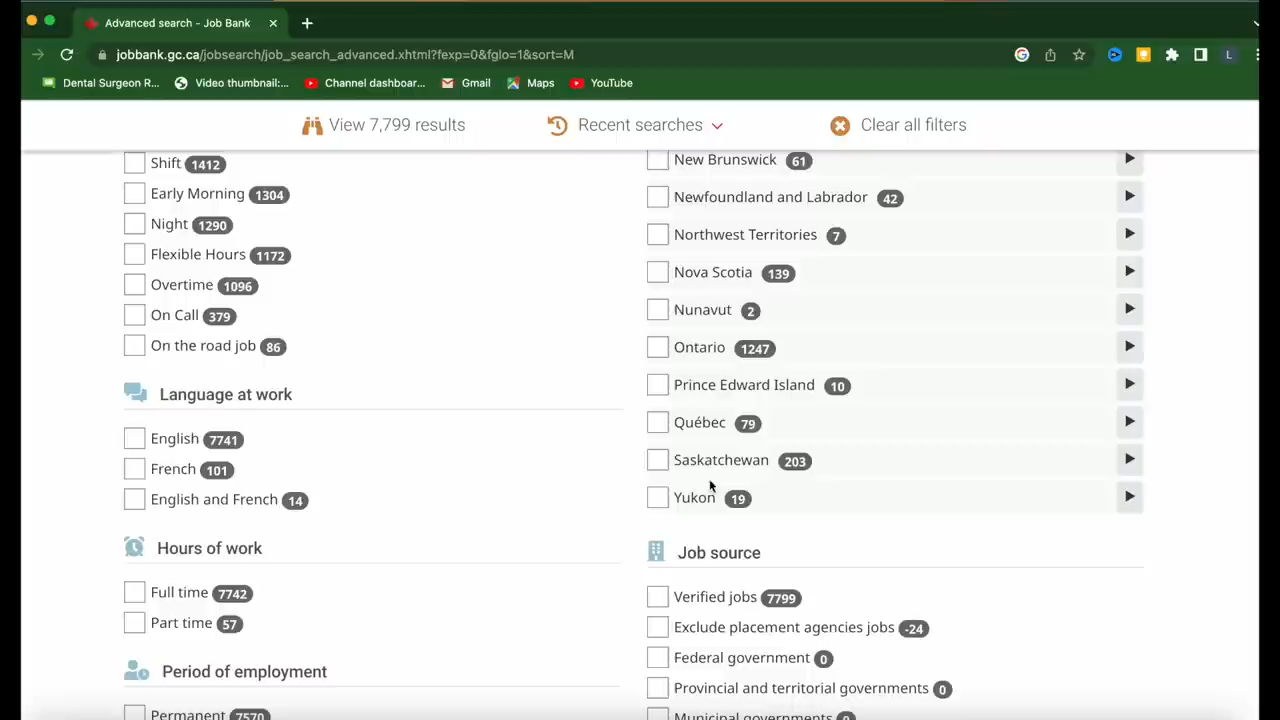 Advanced search - Job Bank
jobbank.gc.ca/jobsearch/job_search_advanced.xhtml?fexp=0&fglo=1&sort=M
L
Dental Surgeon R...
Video thumbnail:...
Channel dashboar...
Gmail
Maps
YouTube
View 7,799 results
Recent searches
Clear all filters
Shift 1412
Early Morning 1304
Night 1290
Flexible Hours 1172
Overtime 1096
On Call 379
On the road job 86
Language at work
English 7741
French 101
English and French 14
Hours of work
Full time 7742
Part time 57
Period of employment
Permanent 7570
New Brunswick 61
Newfoundland and Labrador 42
Northwest Territories 7
Nova Scotia 139
Nunavut 2
Ontario 1247
Prince Edward Island 10
Québec 79
Saskatchewan 203
Yukon 19
Job source
Verified jobs 7799
Exclude placement agencies jobs -24
Federal government 0
Provincial and territorial governments 0
Municipal governments 0